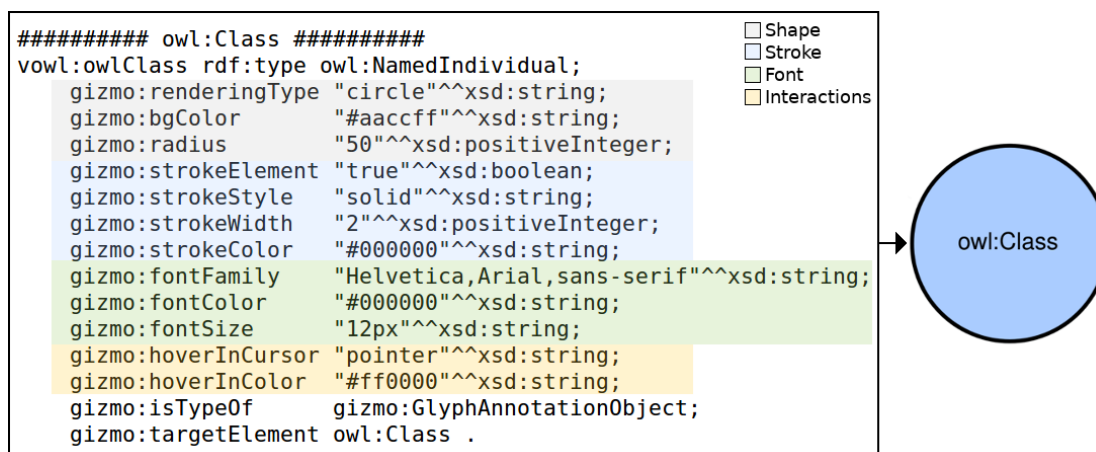 ########## owl:Class ##########
vowl:owlClass rdf:type owl:NamedIndividual;
gizmo:renderingType "circle"^^xsd:string;
gizmo:bgColor "#aaccff"^^xsd:string;
gizmo:radius "50"^^xsd:positiveInteger;
gizmo:strokeElement "true"^^xsd:boolean;
gizmo:strokeStyle "solid"^^xsd:string;
gizmo:strokeWidth "2"^^xsd:positiveInteger;
gizmo:strokeColor "#000000"^^xsd:string;
gizmo:fontFamily "Helvetica,Arial,sans-serif"^^xsd:string;
gizmo:fontColor "#000000"^^xsd:string;
gizmo:fontSize "12px"^^xsd:string;
gizmo:hoverInCursor "pointer"^^xsd:string;
gizmo:hoverInColor "#ff0000"^^xsd:string;
gizmo:isTypeOf gizmo:GlyphAnnotationObject;
gizmo:targetElement owl:Class .
Shape
Stroke
Font
Interactions
owl:Class